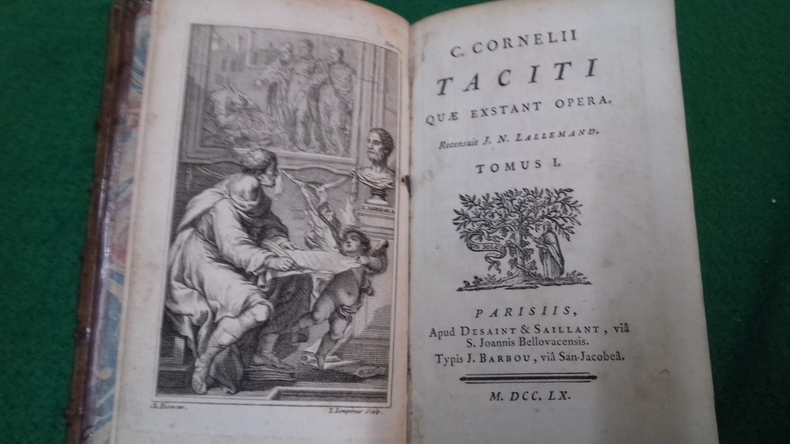 C. CORNELII
TACITI
QUÆ EXSTANT OPERA.
Recensuit J. N. LALLEMAND.
TOMUS I.
PARISIIS,
Apud DESAINT & SAILLANT, viâ
S. Joannis Bellovacensis.
Typis J. BARBOU, viâ San-Jacobeâ.
M. DCC. LX.